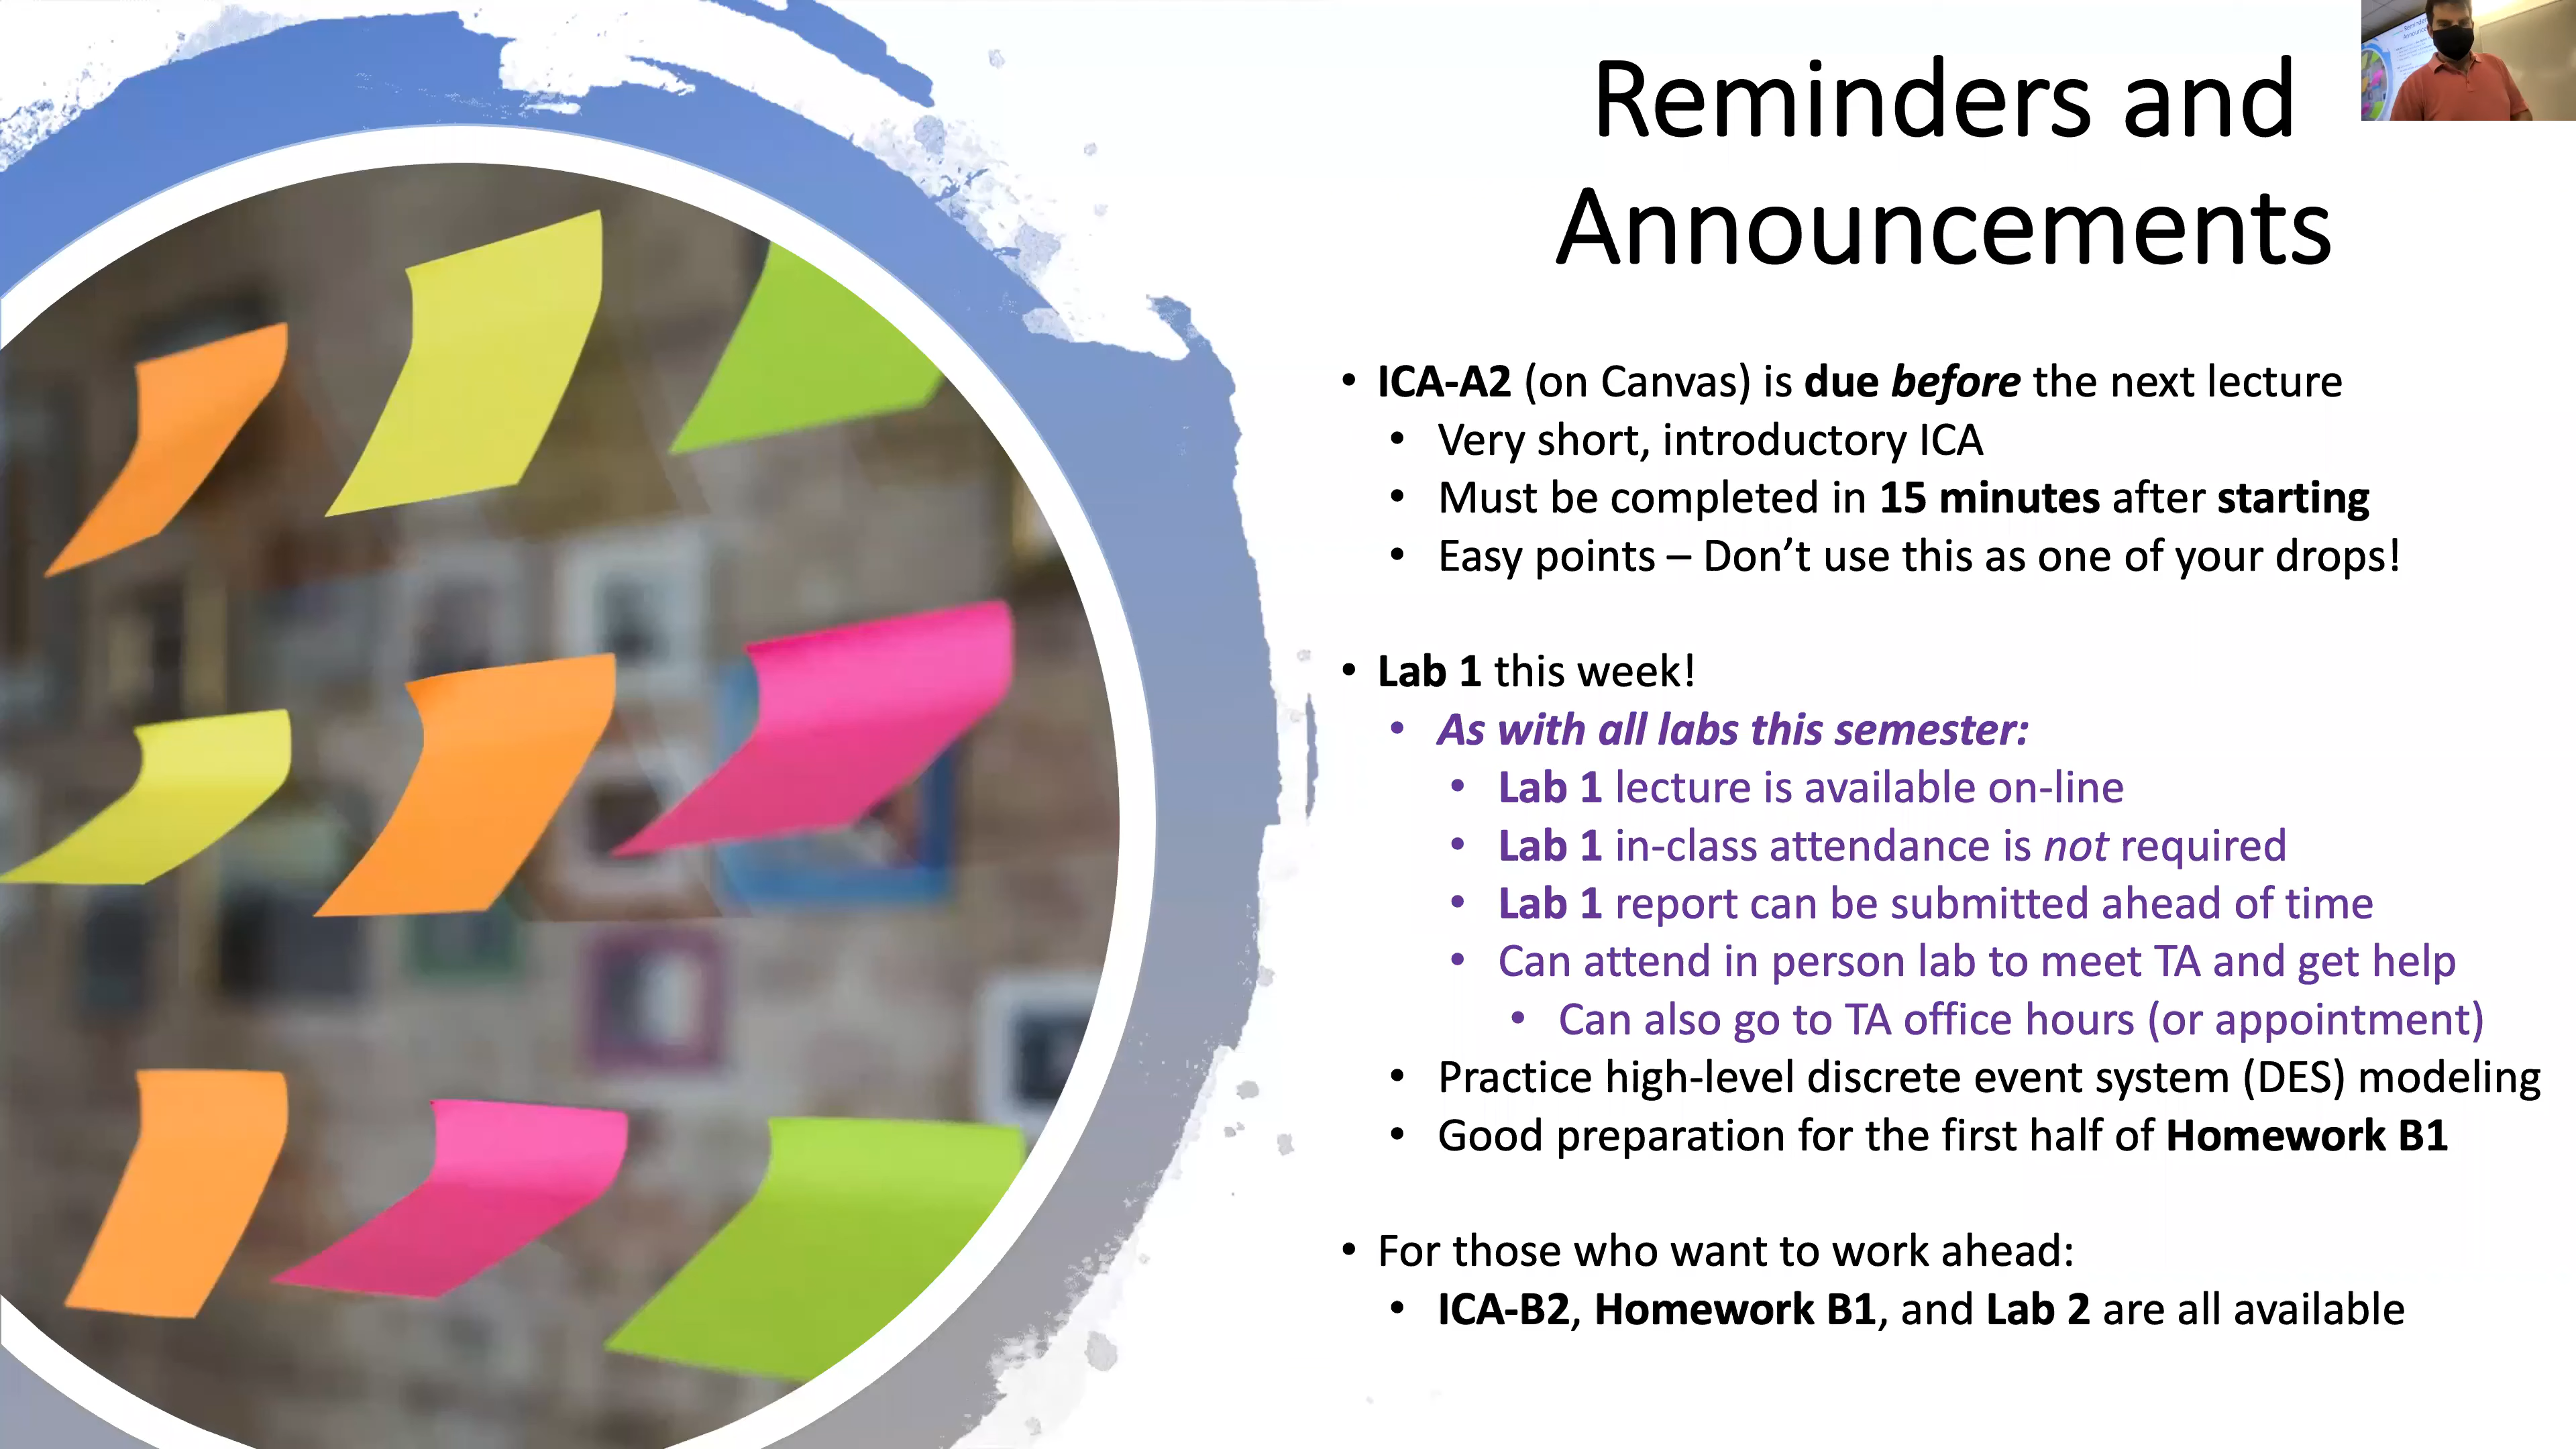 Reminders and
Announcements
• ICA-A2 (on Canvas) is due before the next lecture
• Very short, introductory ICA
• Must be completed in 15 minutes after starting
• Easy points – Don’t use this as one of your drops!
• Lab 1 this week!
• As with all labs this semester:
• Lab 1 lecture is available on-line
• Lab 1 in-class attendance is not required
• Lab 1 report can be submitted ahead of time
• Can attend in person lab to meet TA and get help
• Can also go to TA office hours (or appointment)
• Practice high-level discrete event system (DES) modeling
• Good preparation for the first half of Homework B1
• For those who want to work ahead:
• ICA-B2, Homework B1, and Lab 2 are all available